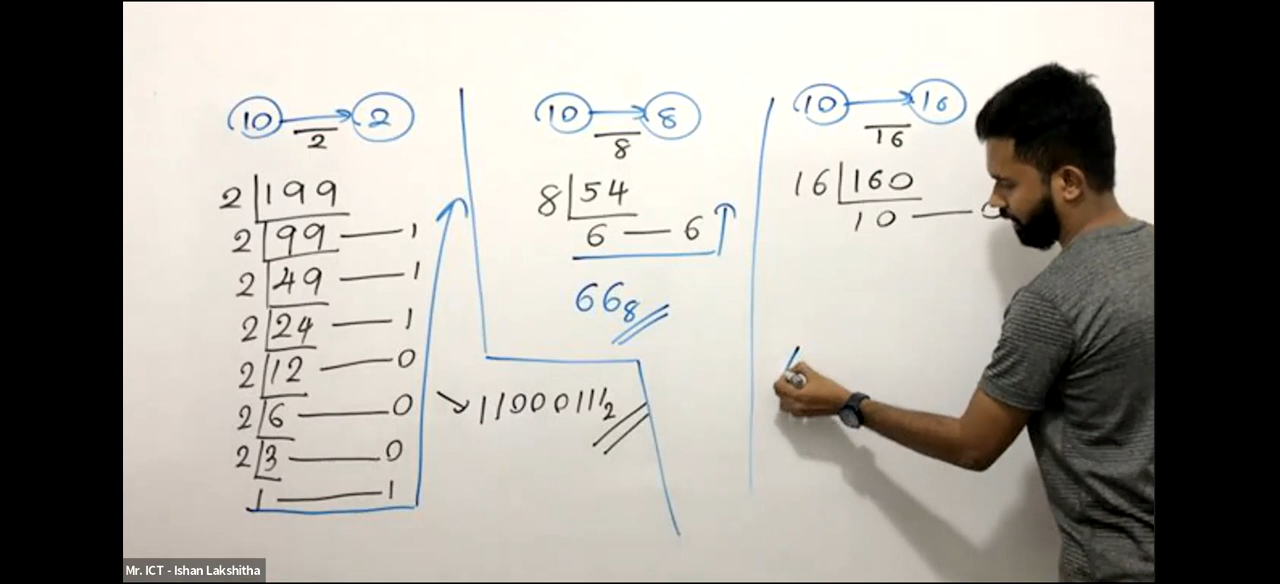 10 → 2
2
2 199
2 99 — 1
2 49 — 1
2 24 — 1
2 12 — 0
2 6 — 0
2 3 — 0
1 — 1
↘ 11000111₂
10 → 8
8
8 54
6 — 6
66₈
10 → 16
16
16 160
10 —
Mr. ICT - Ishan Lakshitha